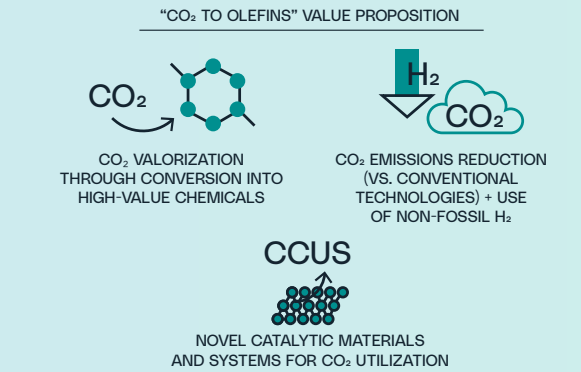 “CO₂ TO OLEFINS” VALUE PROPOSITION
CO₂
CO₂ VALORIZATION
THROUGH CONVERSION INTO
HIGH-VALUE CHEMICALS
H₂
CO₂
CO₂ EMISSIONS REDUCTION
(VS. CONVENTIONAL
TECHNOLOGIES) + USE
OF NON-FOSSIL H₂
CCUS
NOVEL CATALYTIC MATERIALS
AND SYSTEMS FOR CO₂ UTILIZATION